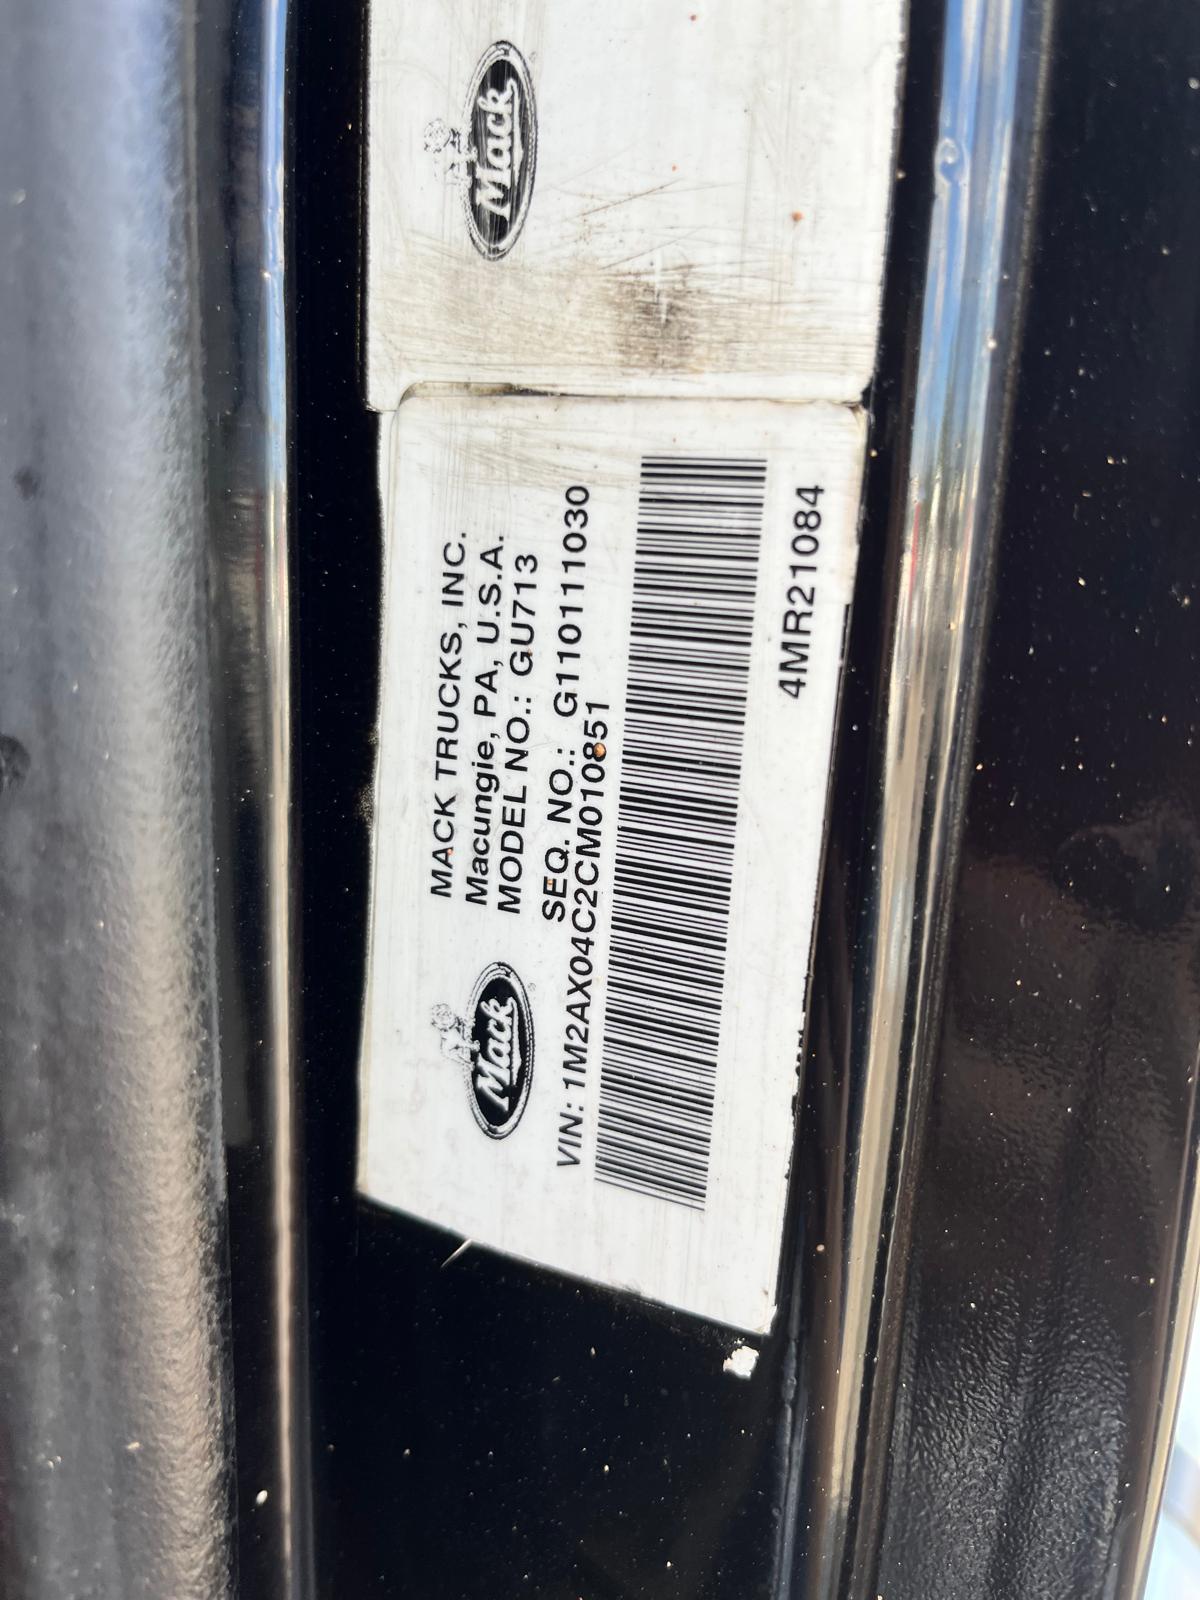 Mack
Mack
MACK TRUCKS, INC.
Macungie, PA, U.S.A.
MODEL NO.: GU713
SEQ. NO.: G110111030
VIN: 1M2AX04C2CM010851
4MR21084